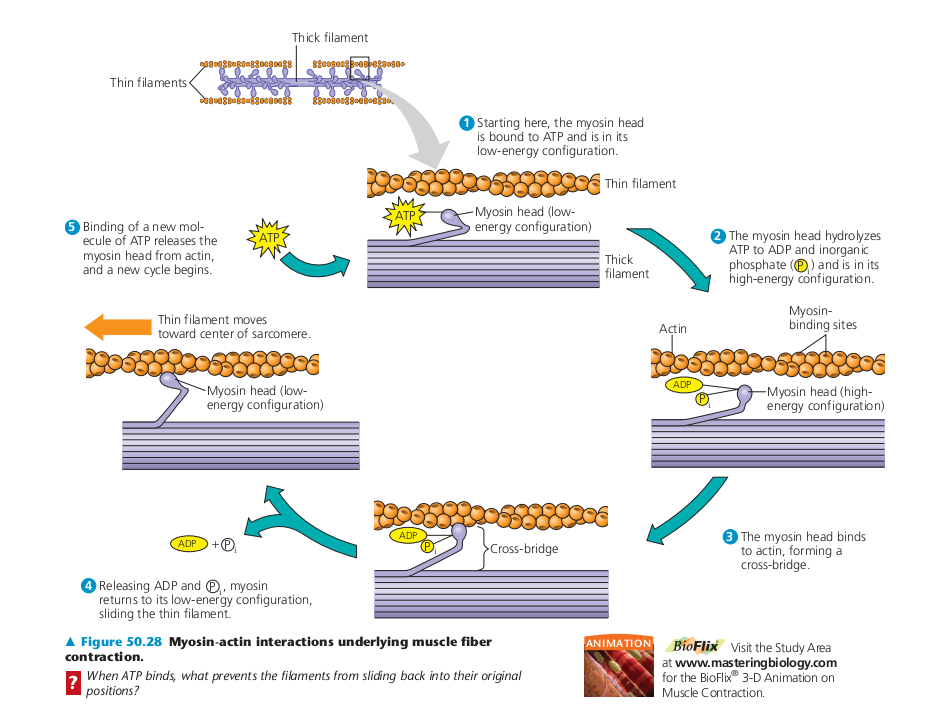 Thick filament
Thin filaments
1 Starting here, the myosin head
is bound to ATP and is in its
low-energy configuration.
Thin filament
ATP
Myosin head (low-
energy configuration)
Thick
filament
5 Binding of a new mol-
ecule of ATP releases the
myosin head from actin,
and a new cycle begins.
ATP
2 The myosin head hydrolyzes
ATP to ADP and inorganic
phosphate (Pi) and is in its
high-energy configuration.
Thin filament moves
toward center of sarcomere.
Myosin head (low-
energy configuration)
Actin
Myosin-
binding sites
ADP
Pi
Myosin head (high-
energy configuration)
3 The myosin head binds
to actin, forming a
cross-bridge.
ADP
Pi
Cross-bridge
ADP + Pi
4 Releasing ADP and Pi, myosin
returns to its low-energy configuration,
sliding the thin filament.
▲ Figure 50.28 Myosin-actin interactions underlying muscle fiber
contraction.
? When ATP binds, what prevents the filaments from sliding back into their original
positions?
ANIMATION
BioFlix Visit the Study Area
at www.masteringbiology.com
for the BioFlix® 3-D Animation on
Muscle Contraction.